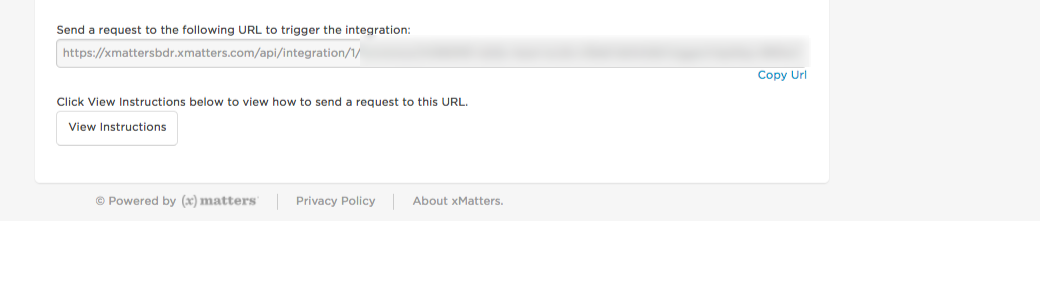 Send a request to the following URL to trigger the integration:
https://xmattersbdr.xmatters.com/api/integration/1/
Copy Url
Click View Instructions below to view how to send a request to this URL.
View Instructions
© Powered by (x) matters | Privacy Policy | About xMatters.